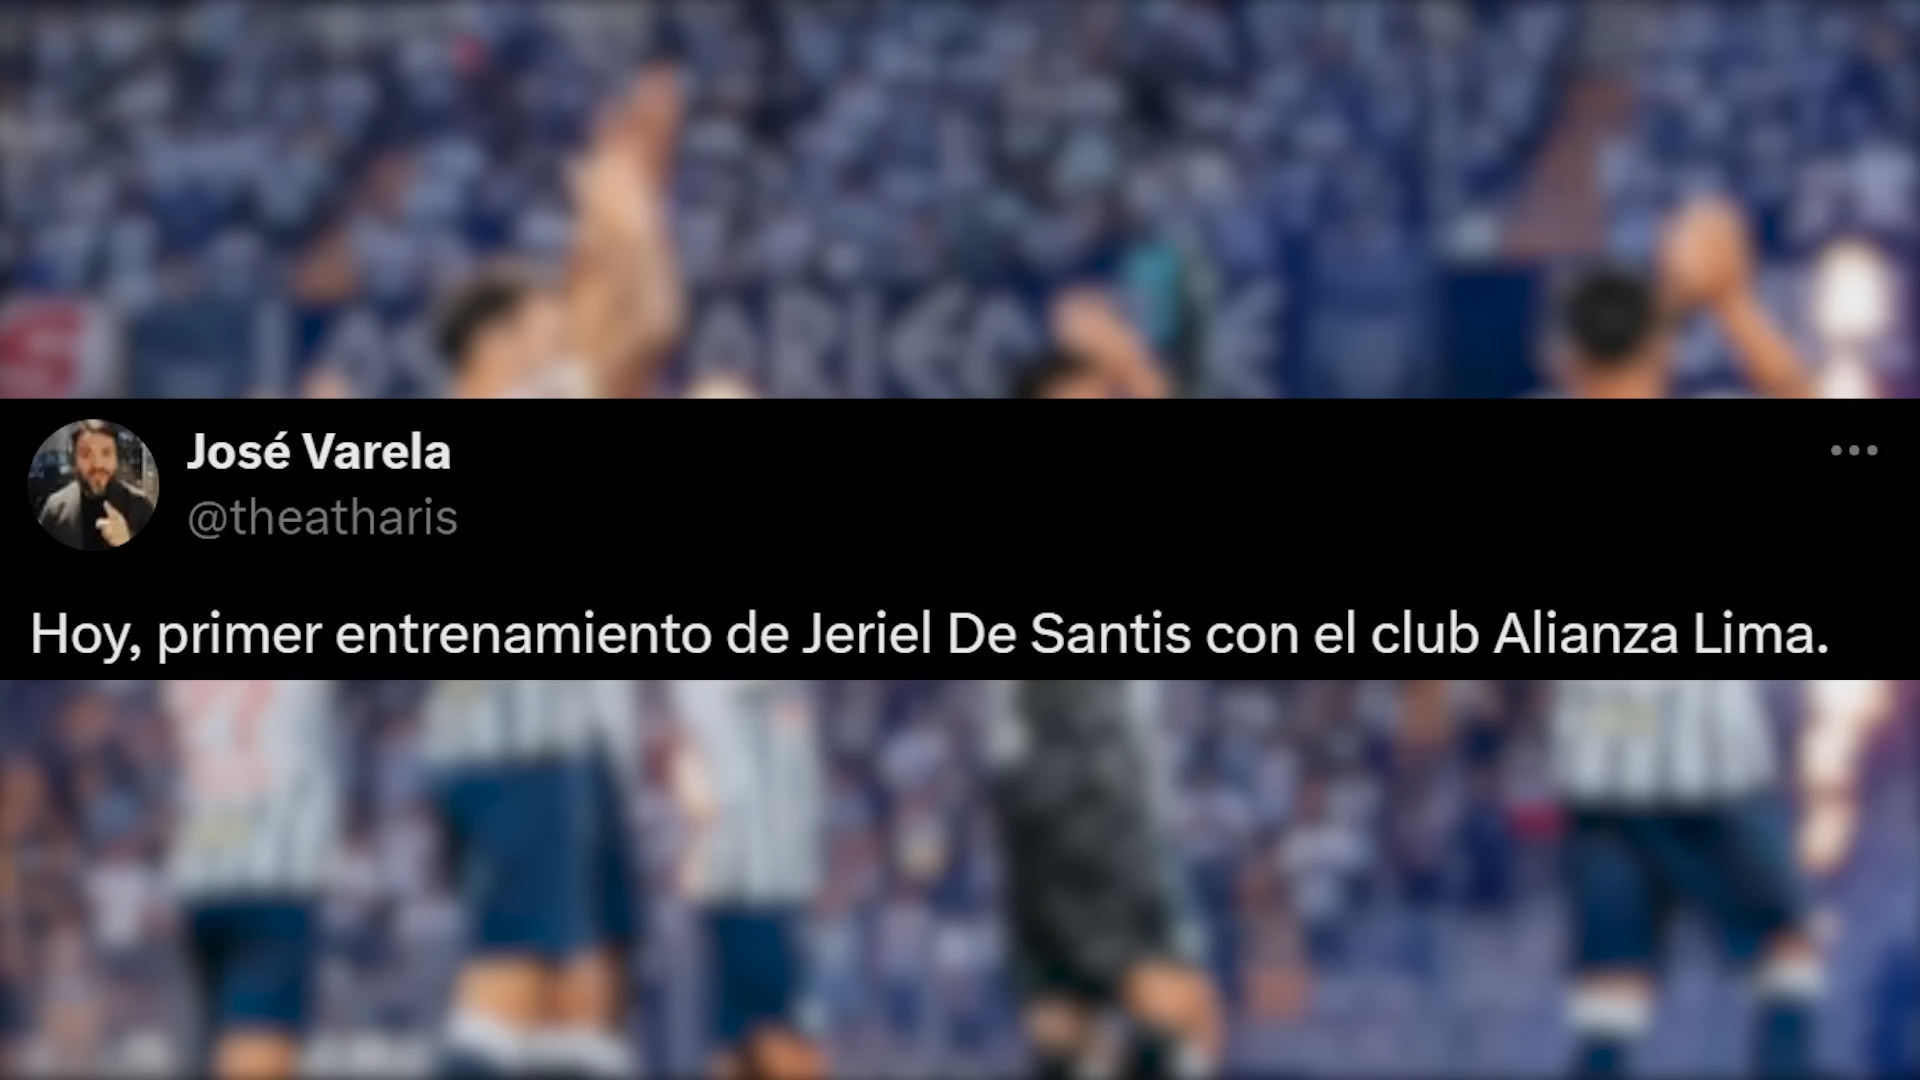 José Varela
@theatharis
Hoy, primer entrenamiento de Jeriel De Santis con el club Alianza Lima.